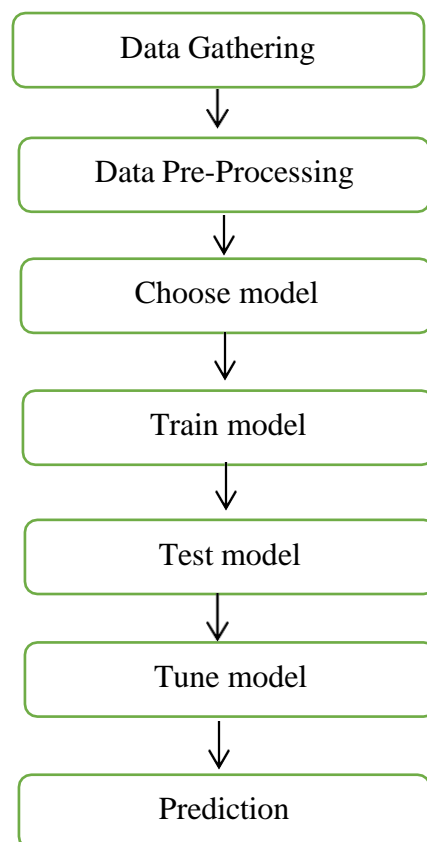 Data Gathering
Data Pre-Processing
Choose model
Train model
Test model
Tune model
Prediction